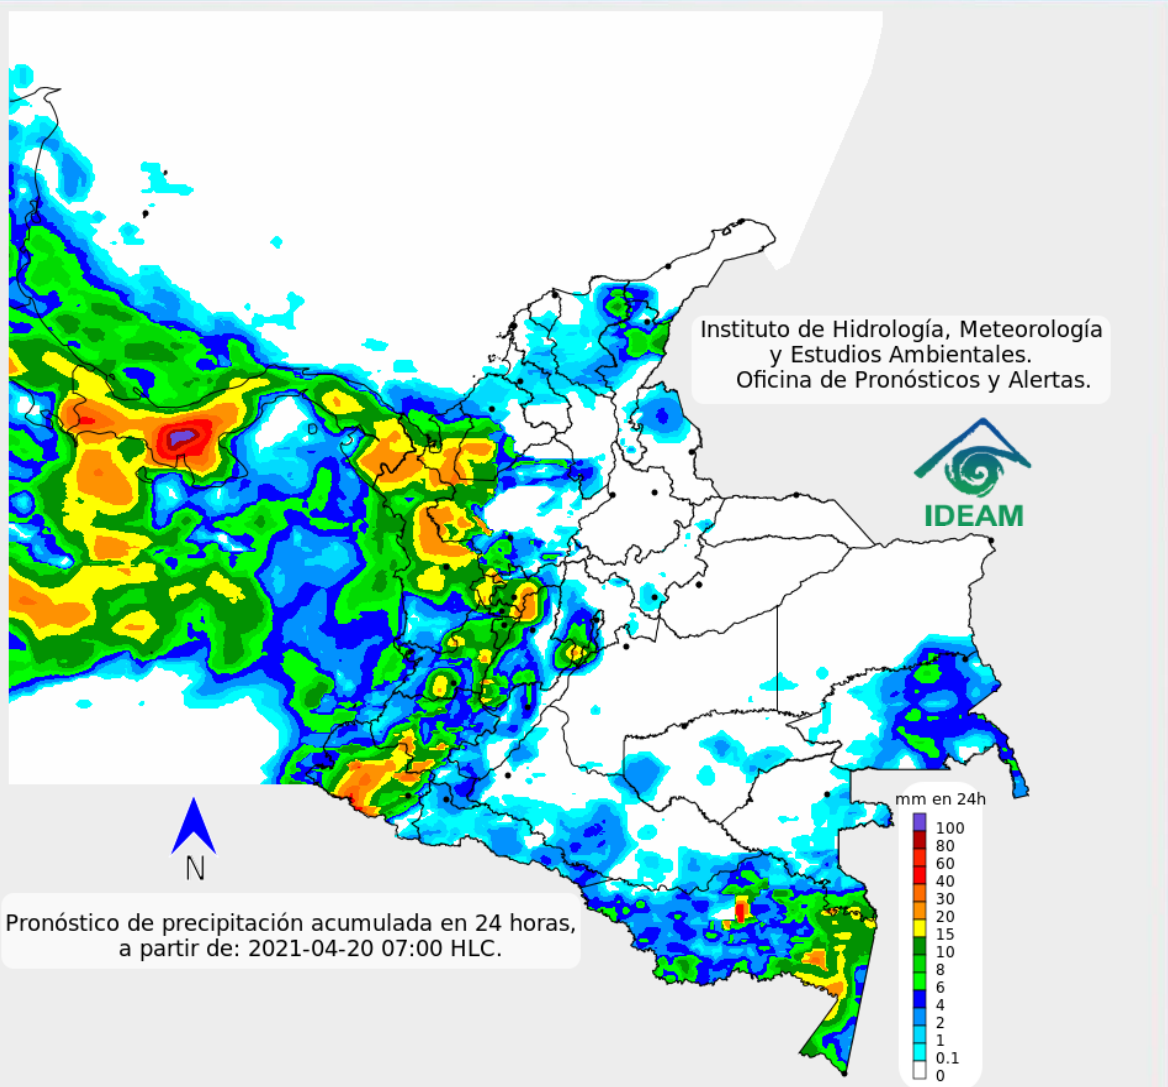 Instituto de Hidrología, Meteorología
y Estudios Ambientales.
Oficina de Pronósticos y Alertas.
IDEAM
mm en 24h
100
80
60
40
30
20
15
10
8
6
4
2
1
0.1
0
N
Pronóstico de precipitación acumulada en 24 horas,
a partir de: 2021-04-20 07:00 HLC.